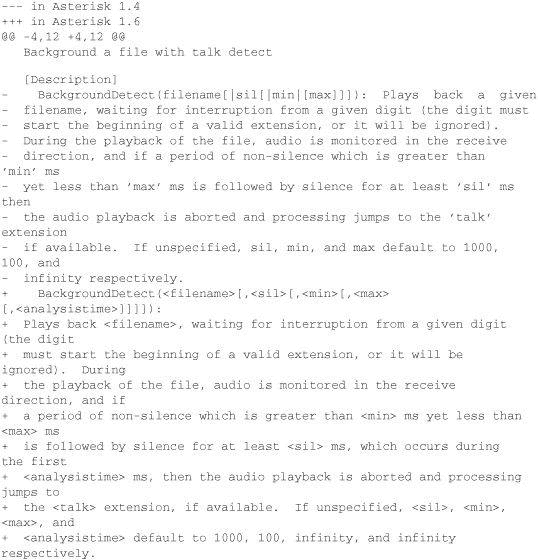 --- in Asterisk 1.4
+++ in Asterisk 1.6
@@ -4,12 +4,12 @@
   Background a file with talk detect

   [Description]
-    BackgroundDetect(filename[|sil[|min|[max]]]):  Plays  back  a  given
-  filename, waiting for interruption from a given digit (the digit must
-  start the beginning of a valid extension, or it will be ignored).
-  During the playback of the file, audio is monitored in the receive
-  direction, and if a period of non-silence which is greater than
'min' ms
-  yet less than 'max' ms is followed by silence for at least 'sil' ms
then
-  the audio playback is aborted and processing jumps to the 'talk'
extension
-  if available.  If unspecified, sil, min, and max default to 1000,
100, and
-  infinity respectively.
+    BackgroundDetect(<filename>[,<sil>[,<min>[,<max>
[,<analysistime>]]]]):
+  Plays back <filename>, waiting for interruption from a given digit
(the digit
+  must start the beginning of a valid extension, or it will be
ignored).  During
+  the playback of the file, audio is monitored in the receive
direction, and if
+  a period of non-silence which is greater than <min> ms yet less than
<max> ms
+  is followed by silence for at least <sil> ms, which occurs during
the first
+  <analysistime> ms, then the audio playback is aborted and processing
jumps to
+  the <talk> extension, if available.  If unspecified, <sil>, <min>,
<max>, and
+  <analysistime> default to 1000, 100, infinity, and infinity
respectively.